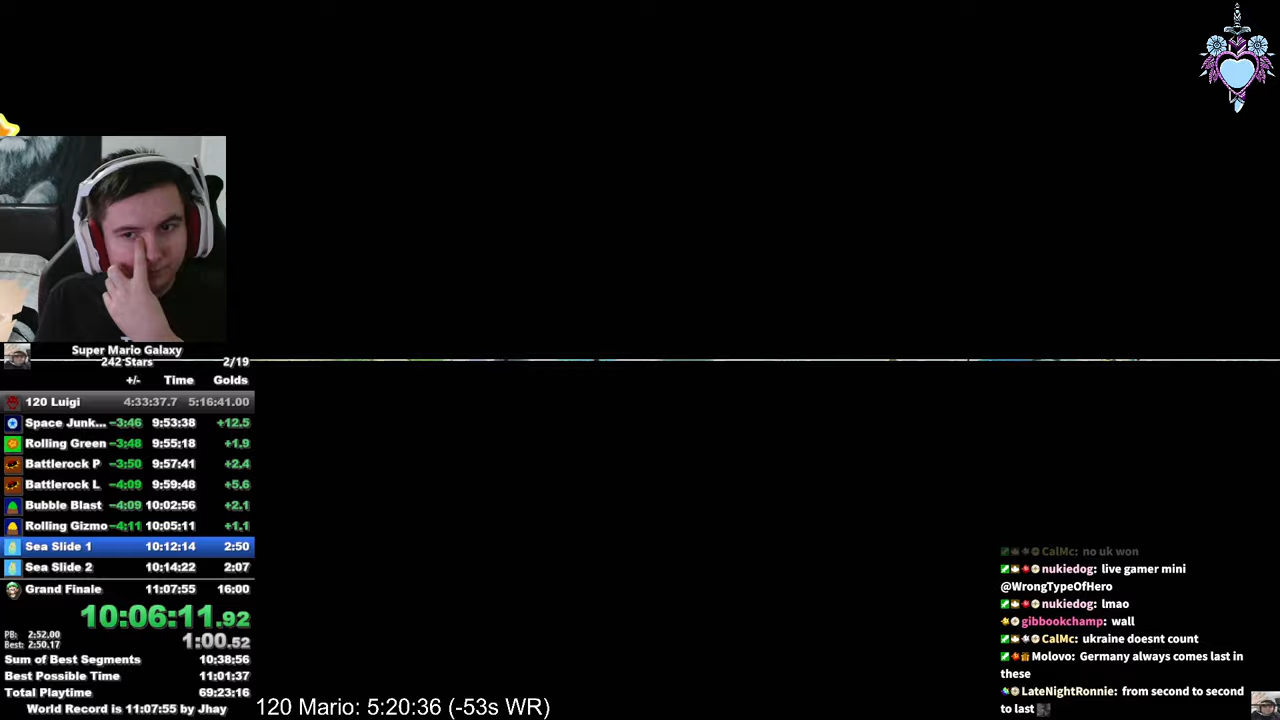 Super Mario Galaxy
242 Stars 2/19
+/- Time Golds
120 Luigi 4:33:37.7 5:16:41.00
Space Junk... −3:46 9:53:38 +12.5
Rolling Green −3:48 9:55:18 +1.9
Battlerock P −3:50 9:57:41 +2.4
Battlerock L −4:09 9:59:48 +5.6
Bubble Blast −4:09 10:02:56 +2.1
Rolling Gizmo −4:11 10:05:11 +1.1
Sea Slide 1 10:12:14 2:50
Sea Slide 2 10:14:22 2:07
Grand Finale 11:07:55 16:00
10:06:11.92
PB: 2:52.00
Best: 2:50.17
1:00.52
Sum of Best Segments 10:38:56
Best Possible Time 11:01:37
Total Playtime 69:23:16
World Record is 11:07:55 by Jhay
120 Mario: 5:20:36 (-53s WR)
CalMc: no uk won
nukiedog: live gamer mini
@WrongTypeOfHero
nukiedog: lmao
gibbookchamp: wall
CalMc: ukraine doesnt count
Molovo: Germany always comes last in
these
LateNightRonnie: from second to second
to last